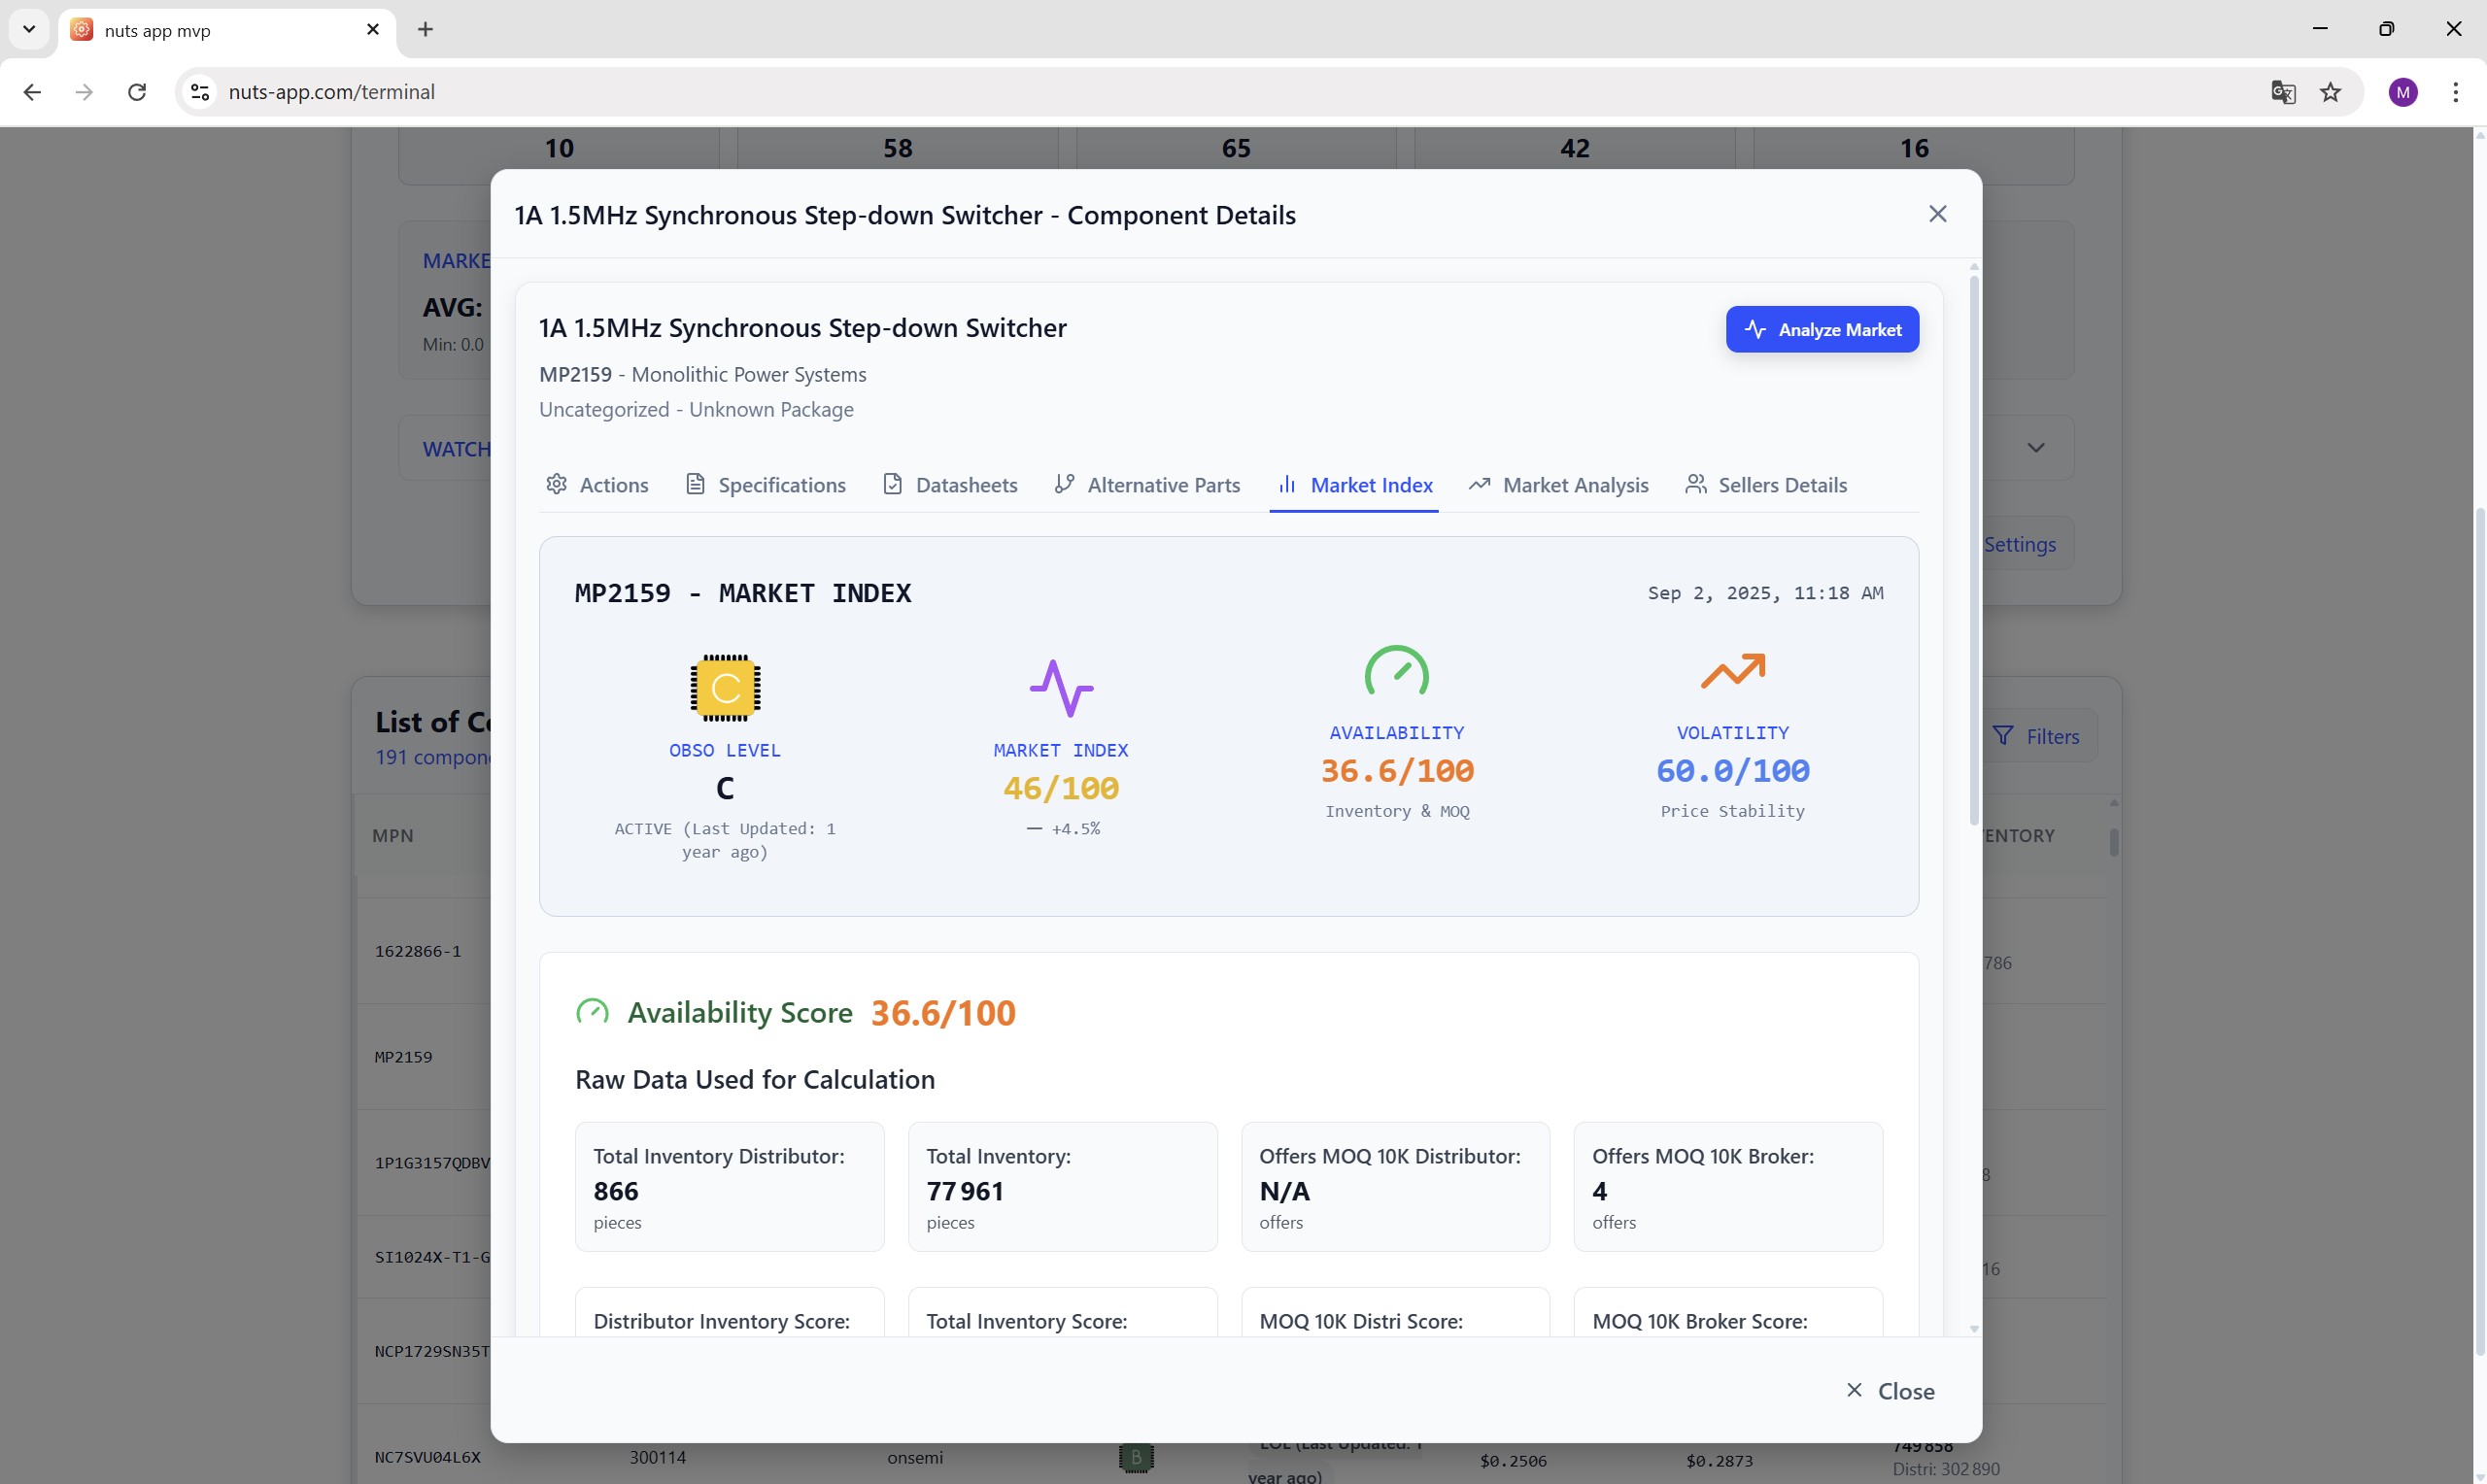 nuts app mvp
nuts-app.com/terminal
M
10 58 65 42 16
1A 1.5MHz Synchronous Step-down Switcher - Component Details
MARKE
AVG:
Min: 0.0
WATCH
Settings
1A 1.5MHz Synchronous Step-down Switcher
Analyze Market
MP2159 - Monolithic Power Systems
Uncategorized - Unknown Package
Actions Specifications Datasheets Alternative Parts Market Index Market Analysis Sellers Details
MP2159 - MARKET INDEX
Sep 2, 2025, 11:18 AM
C
OBSO LEVEL
C
ACTIVE (Last Updated: 1
year ago)
MARKET INDEX
46/100
— +4.5%
AVAILABILITY
36.6/100
Inventory & MOQ
VOLATILITY
60.0/100
Price Stability
Availability Score 36.6/100
Raw Data Used for Calculation
Total Inventory Distributor:
866
pieces
Total Inventory:
77 961
pieces
Offers MOQ 10K Distributor:
N/A
offers
Offers MOQ 10K Broker:
4
offers
Distributor Inventory Score:
Total Inventory Score:
MOQ 10K Distri Score:
MOQ 10K Broker Score:
Close
List of C
191 compon
Filters
MPN
ENTORY
1622866-1
786
MP2159
1P1G3157QDBV
8
SI1024X-T1-G
16
NCP1729SN35T
NC7SVU04L6X 300114 onsemi B
EOL (Last Updated: 1
year ago)
$0.2506 $0.2873
749 858
Distri: 302 890